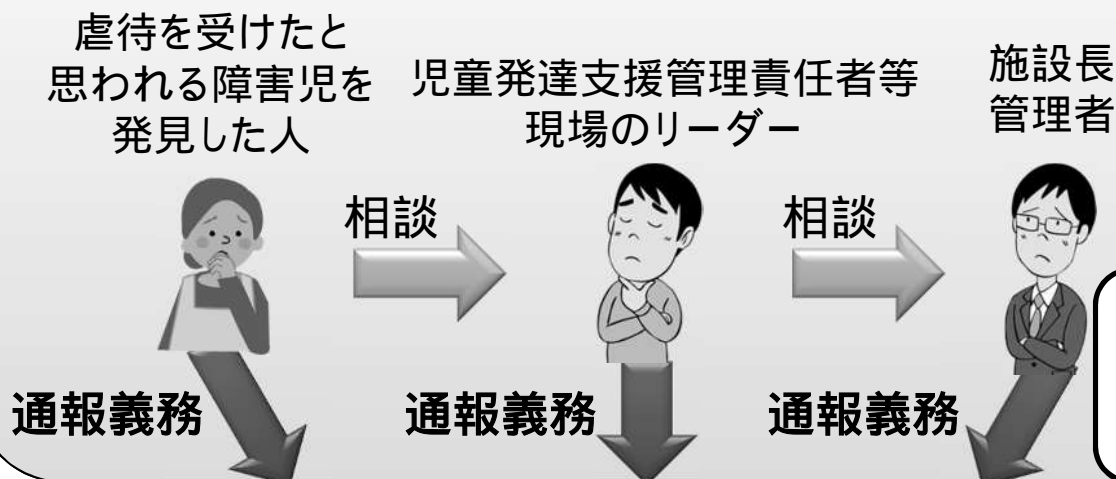 虐待を受けたと
思われる障害児を
発見した人
児童発達支援管理責任者等
現場のリーダー
施設長
管理者
相談
相談
通報義務
通報義務
通報義務